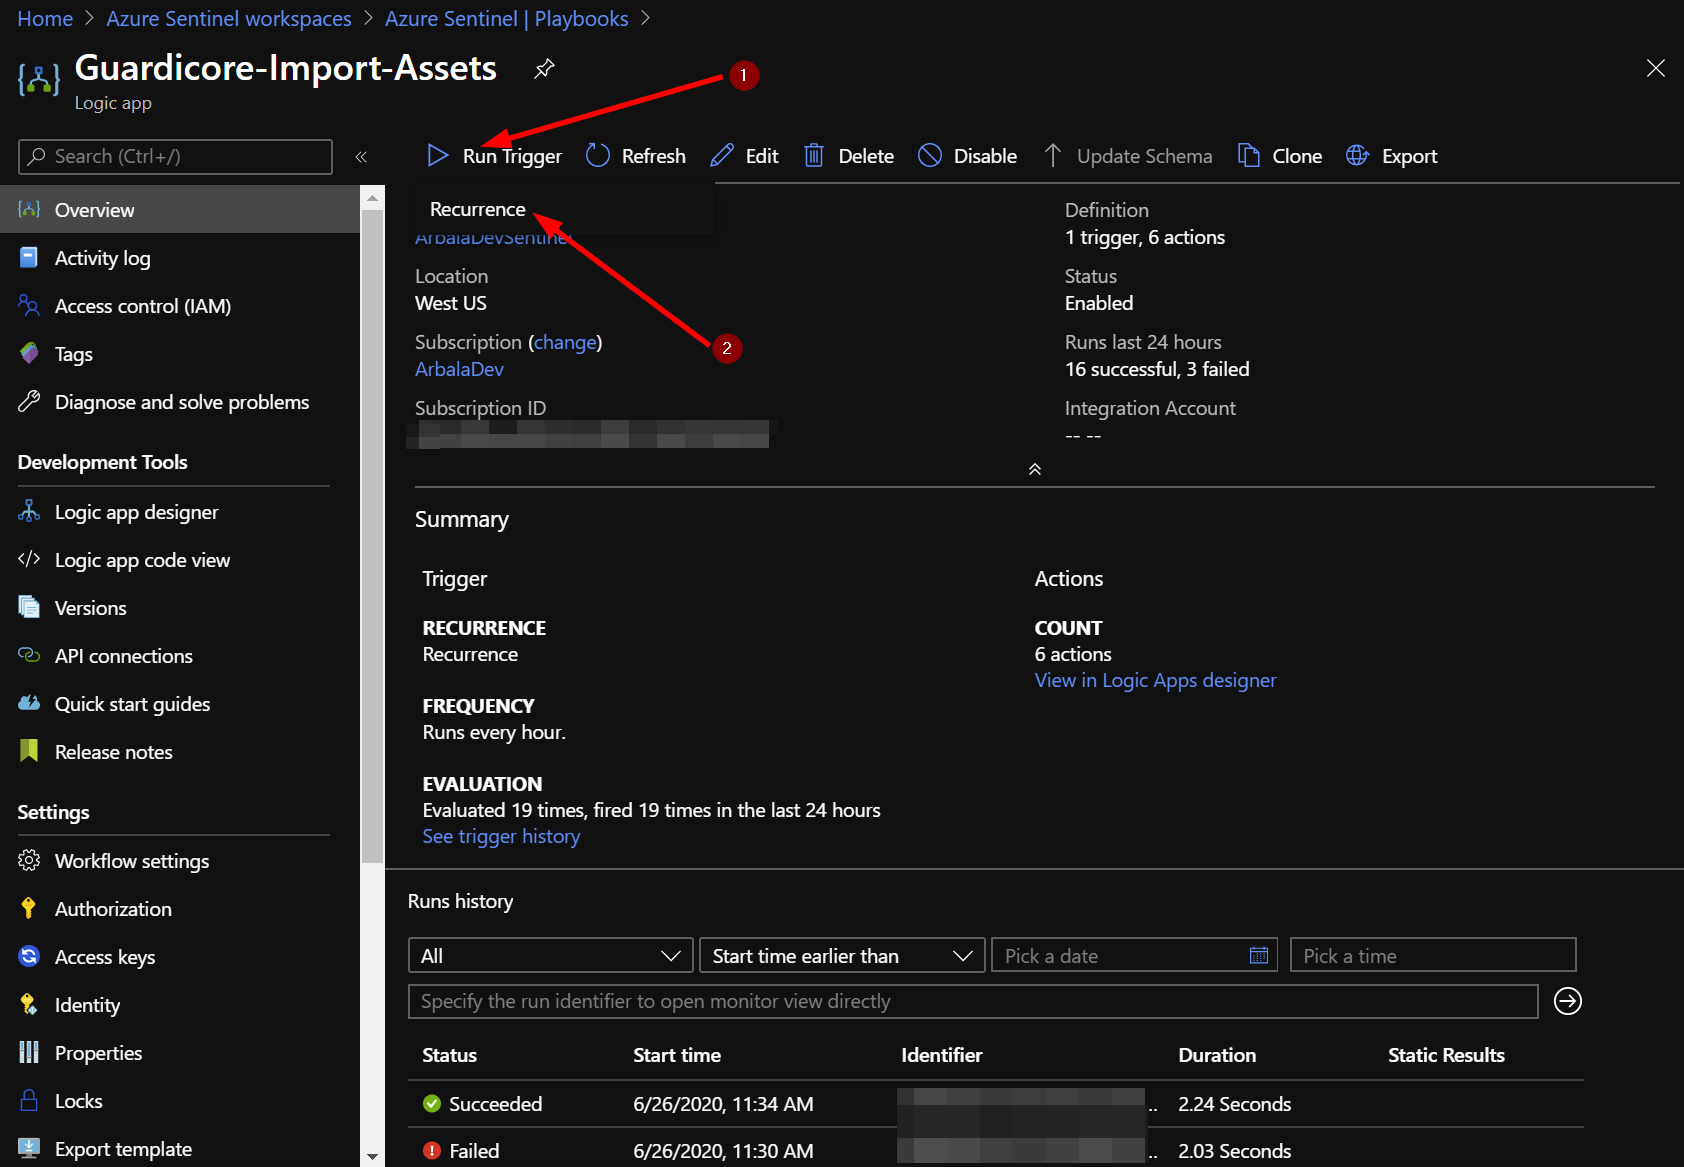 Home > Azure Sentinel workspaces > Azure Sentinel | Playbooks >
Guardicore-Import-Assets
Logic app
1
Search (Ctrl+/)
«
Run Trigger
Refresh
Edit
Delete
Disable
Update Schema
Clone
Export
Recurrence
2
ArbalaDevSentinel
Location
West US
Subscription (change)
ArbalaDev
Subscription ID
Definition
1 trigger, 6 actions
Status
Enabled
Runs last 24 hours
16 successful, 3 failed
Integration Account
-- --
Overview
Activity log
Access control (IAM)
Tags
Diagnose and solve problems
Development Tools
Logic app designer
Logic app code view
Versions
API connections
Quick start guides
Release notes
Settings
Workflow settings
Authorization
Access keys
Identity
Properties
Locks
Export template
Summary
Trigger
RECURRENCE
Recurrence
FREQUENCY
Runs every hour.
EVALUATION
Evaluated 19 times, fired 19 times in the last 24 hours
See trigger history
Actions
COUNT
6 actions
View in Logic Apps designer
Runs history
All
Start time earlier than
Pick a date
Pick a time
Specify the run identifier to open monitor view directly
Status Start time Identifier Duration Static Results
Succeeded 6/26/2020, 11:34 AM .. 2.24 Seconds
Failed 6/26/2020, 11:30 AM .. 2.03 Seconds